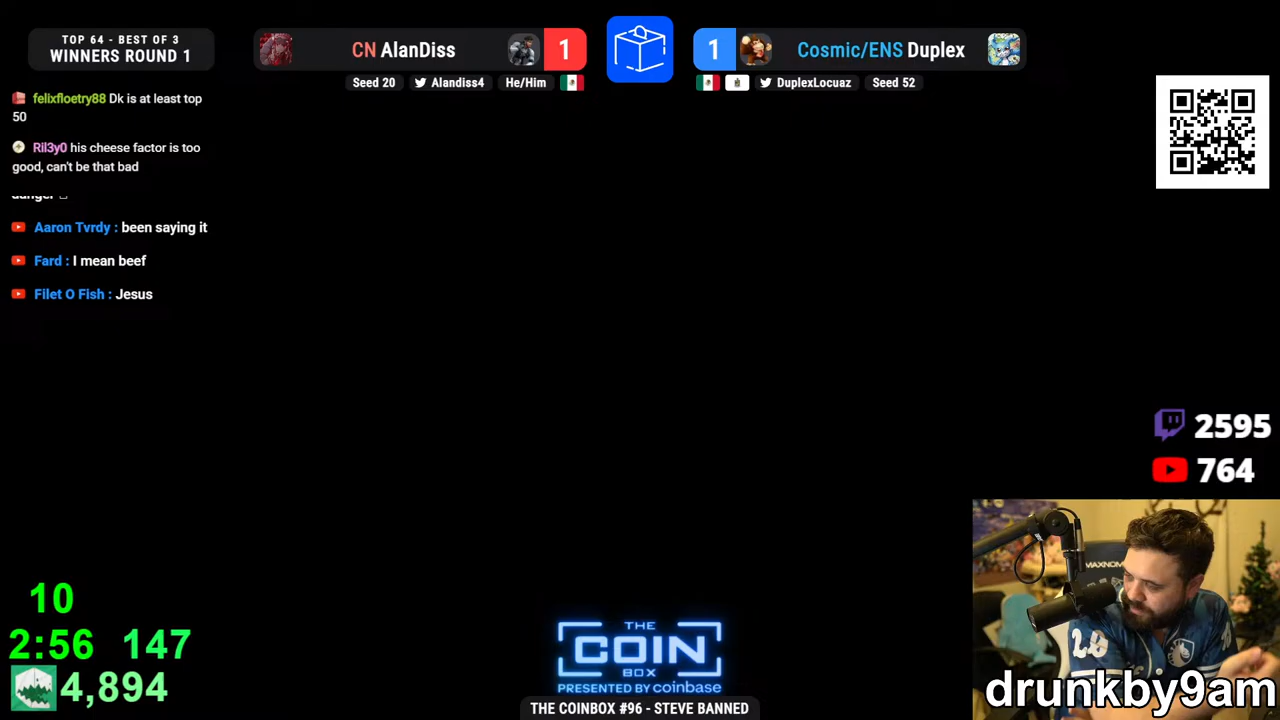 TOP 64 - BEST OF 3
WINNERS ROUND 1
CN AlanDiss
1
1
Cosmic/ENS Duplex
Seed 20
Alandiss4
He/Him
DuplexLocuaz
Seed 52
felixfloetry88 Dk is at least top
50
Ril3y0 his cheese factor is too
good, can't be that bad
danger
Aaron Tvrdy : been saying it
Fard : I mean beef
Filet O Fish : Jesus
2595
764
MAXNOM
10
2:56 147
4,894
THE
COIN
BOX
PRESENTED BY coinbase
THE COINBOX #96 - STEVE BANNED
drunkby9am